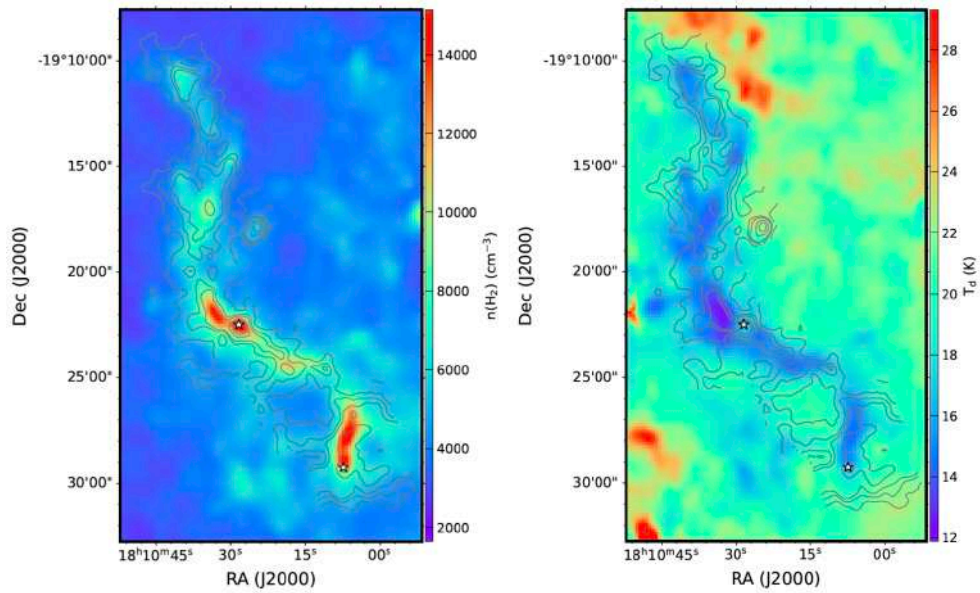 -19°10'00"
15'00"
20'00"
25'00"
30'00"
Dec (J2000)
18ʰ10ᵐ45ˢ
30ˢ
15ˢ
00ˢ
RA (J2000)
14000
12000
10000
8000
6000
4000
2000
n(H₂) (cm⁻³)
-19°10'00"
15'00"
20'00"
25'00"
30'00"
Dec (J2000)
18ʰ10ᵐ45ˢ
30ˢ
15ˢ
00ˢ
RA (J2000)
28
26
24
22
20
18
16
14
12
T_d (K)